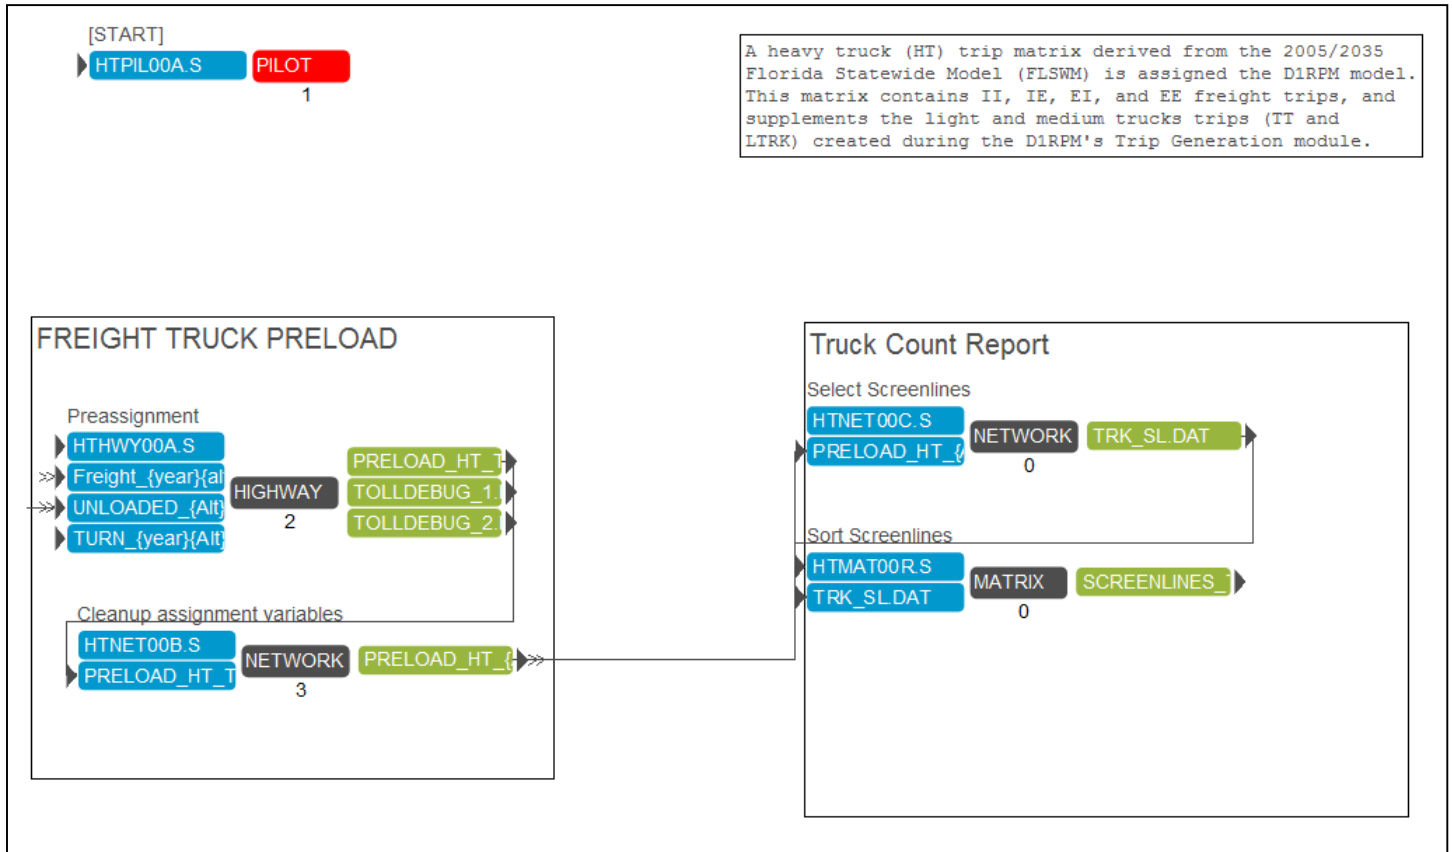 [START]
HTPIL00A.S PILOT
1
A heavy truck (HT) trip matrix derived from the 2005/2035
Florida Statewide Model (FLSWM) is assigned the D1RPM model.
This matrix contains II, IE, EI, and EE freight trips, and
supplements the light and medium trucks trips (TT and
LTRK) created during the D1RPM's Trip Generation module.
FREIGHT TRUCK PRELOAD
Preassignment
HTHWY00A.S
Freight_{year}{al
UNLOADED_{Alt}
TURN_{year}{Alt}
HIGHWAY
2
PRELOAD_HT_T
TOLLDEBUG_1.
TOLLDEBUG_2.
Cleanup assignment variables
HTNET00B.S
PRELOAD_HT_T
NETWORK
3
PRELOAD_HT_{
Truck Count Report
Select Screenlines
HTNET00C.S
PRELOAD_HT_{
NETWORK
0
TRK_SL.DAT
Sort Screenlines
HTMAT00R.S
TRK_SL.DAT
MATRIX
0
SCREENLINES_